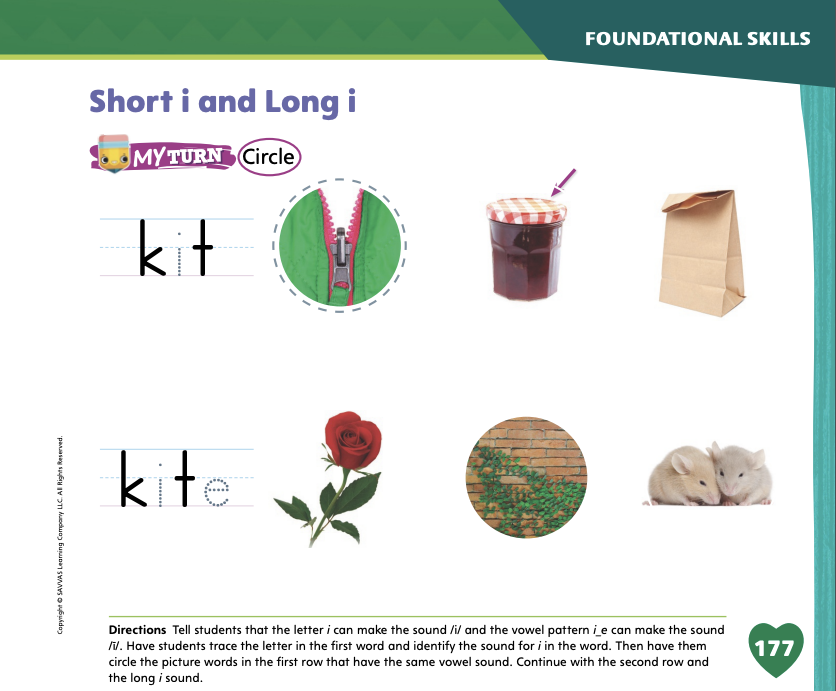 FOUNDATIONAL SKILLS
Short i and Long i
MY TURN Circle
kit
kite
Copyright © SAVVAS Learning Company LLC. All Rights Reserved.
Directions Tell students that the letter i can make the sound /i/ and the vowel pattern i_e can make the sound
/ī/. Have students trace the letter in the first word and identify the sound for i in the word. Then have them
circle the picture words in the first row that have the same vowel sound. Continue with the second row and
the long i sound.
177